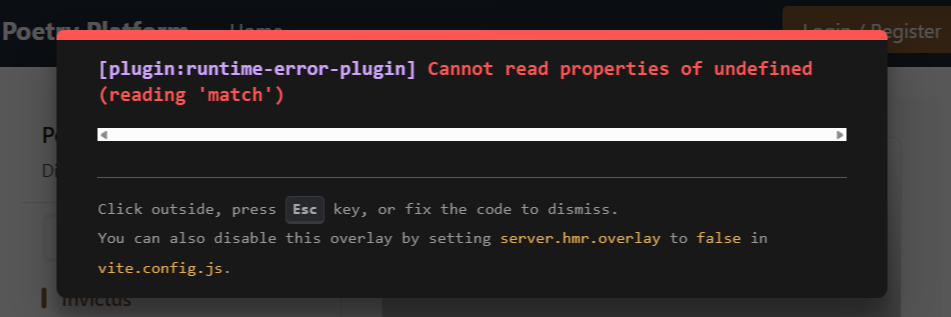 Poetry Platform Home Login / Register
[plugin:runtime-error-plugin] Cannot read properties of undefined
(reading 'match')
Click outside, press Esc key, or fix the code to dismiss.
You can also disable this overlay by setting server.hmr.overlay to false in
vite.config.js.
Invictus